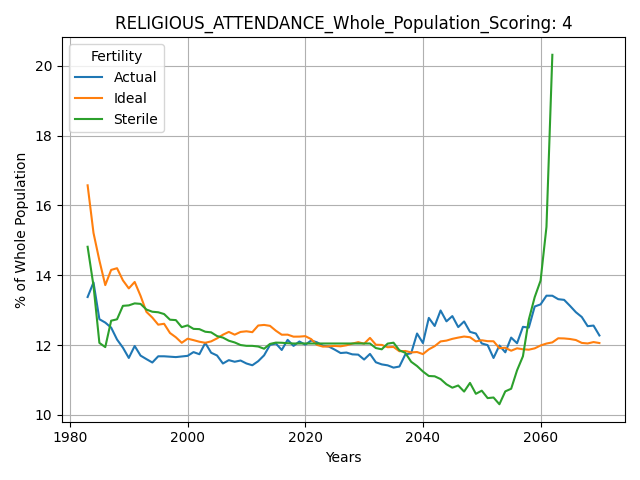 RELIGIOUS_ATTENDANCE_Whole_Population_Scoring: 4
Fertility
Actual
Ideal
Sterile
% of Whole Population
20
18
16
14
12
10
1980
2000
2020
2040
2060
Years